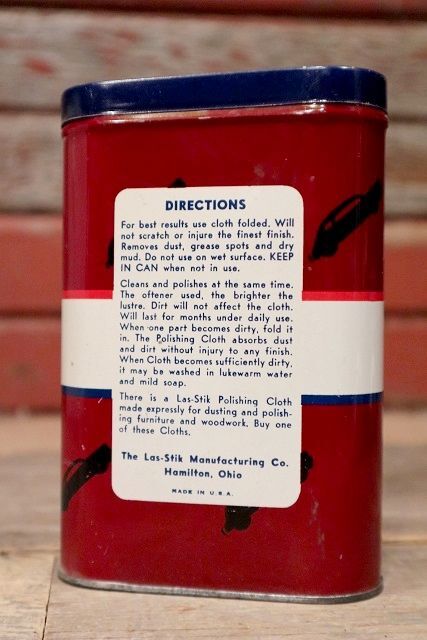 DIRECTIONS
For best results use cloth folded. Will
not scratch or injure the finest finish.
Removes dust, grease spots and dry
mud. Do not use on wet surface. KEEP
IN CAN when not in use.
Cleans and polishes at the same time.
The oftener used, the brighter the
lustre. Dirt will not affect the cloth.
Will last for months under daily use.
When one part becomes dirty, fold it
in. The Polishing Cloth absorbs dust
and dirt without injury to any finish.
When Cloth becomes sufficiently dirty,
it may be washed in lukewarm water
and mild soap.
There is a Las-Stik Polishing Cloth
made expressly for dusting and polish-
ing furniture and woodwork. Buy one
of these Cloths.
The Las-Stik Manufacturing Co.
Hamilton, Ohio
MADE IN U.S.A.